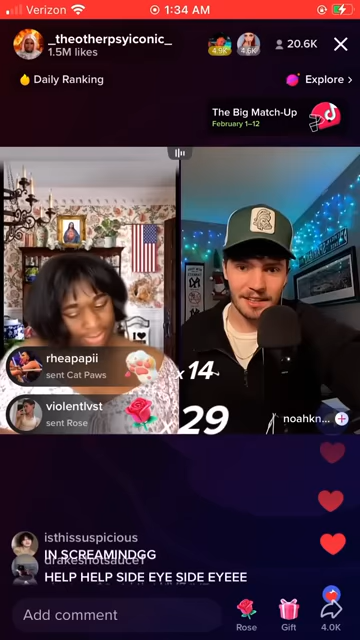 Verizon
1:34 AM
_theotherpsyiconic_
1.5M likes
4.9K
4.6K
20.6K
Daily Ranking
Explore >
The Big Match-Up
February 1–12
rheapapii
sent Cat Paws
x 14
violentlvst
sent Rose
x 29
noahkn...
isthissuspicious
IN SCREAMINDGG
drakeshotsauce1
HELP HELP SIDE EYE SIDE EYEEE
Add comment
Rose
Gift
4.0K